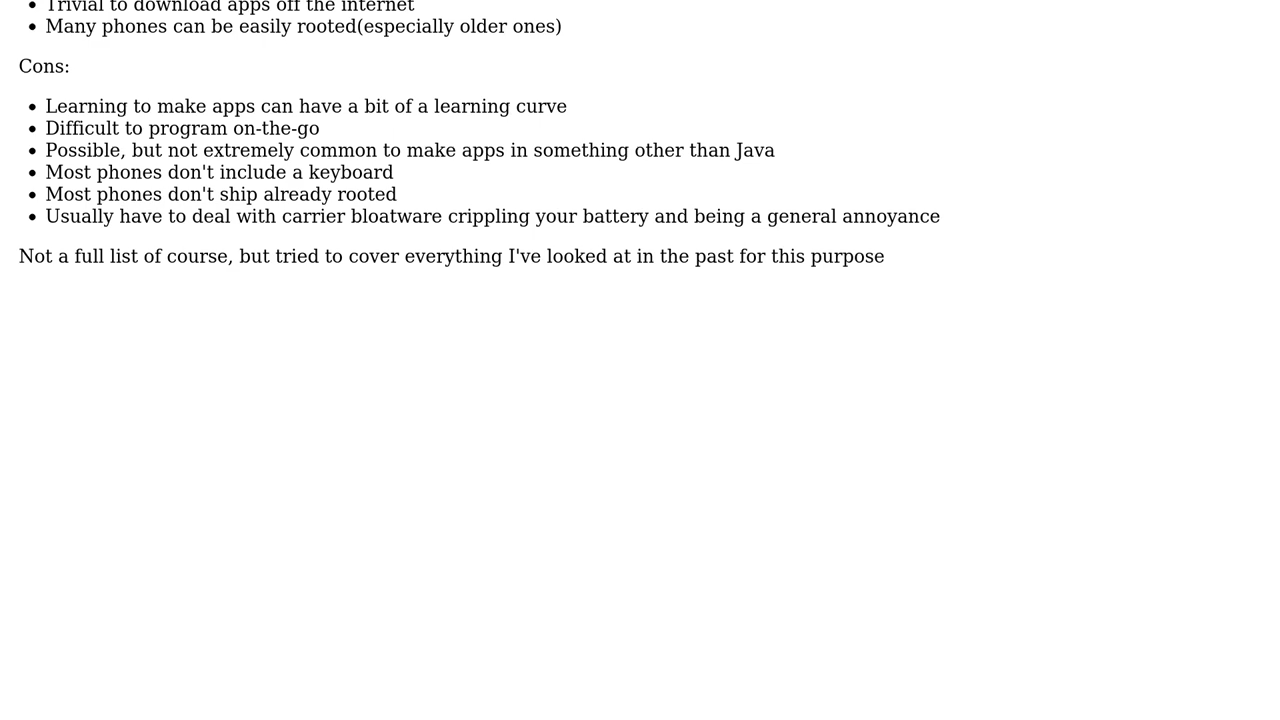 Trivial to download apps off the internet
Many phones can be easily rooted(especially older ones)
Cons:
Learning to make apps can have a bit of a learning curve
Difficult to program on-the-go
Possible, but not extremely common to make apps in something other than Java
Most phones don't include a keyboard
Most phones don't ship already rooted
Usually have to deal with carrier bloatware crippling your battery and being a general annoyance
Not a full list of course, but tried to cover everything I've looked at in the past for this purpose